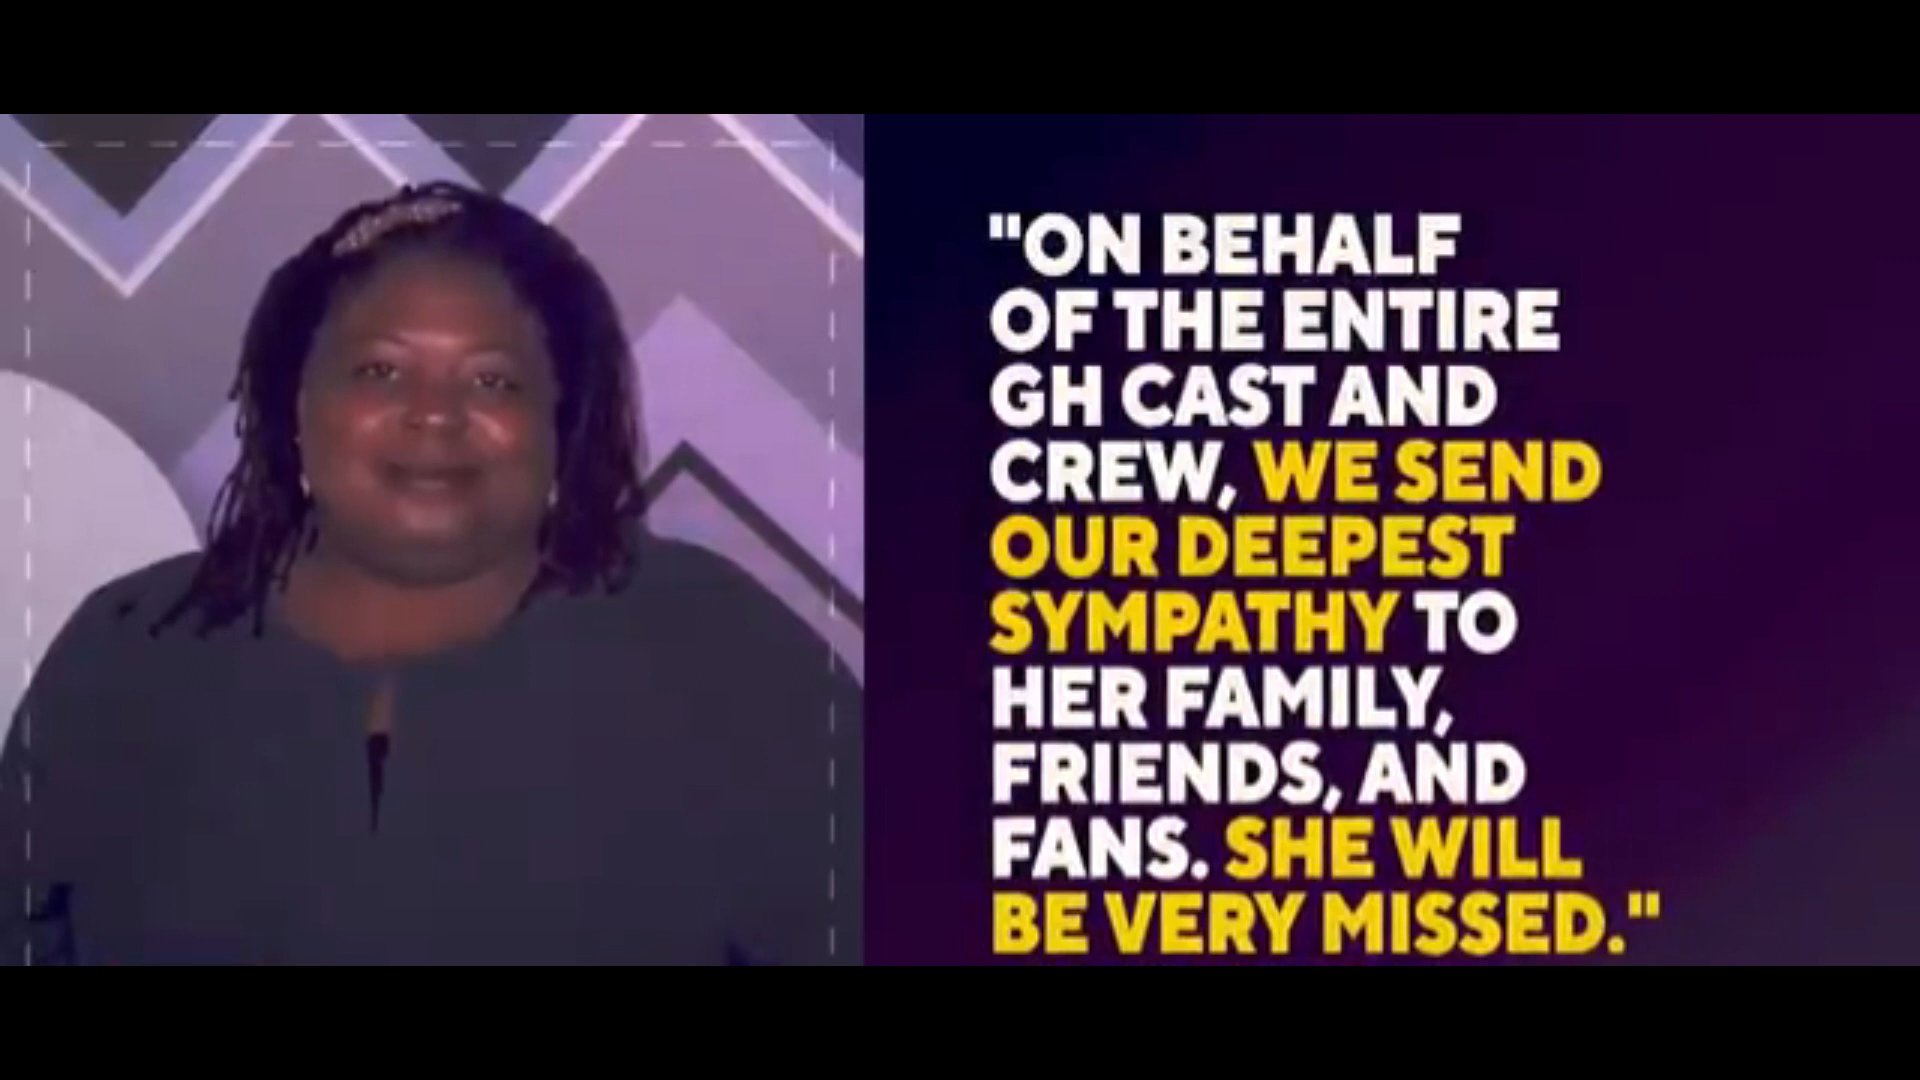 "ON BEHALF
OF THE ENTIRE
GH CAST AND
CREW, WE SEND
OUR DEEPEST
SYMPATHY TO
HER FAMILY,
FRIENDS, AND
FANS. SHE WILL
BE VERY MISSED."